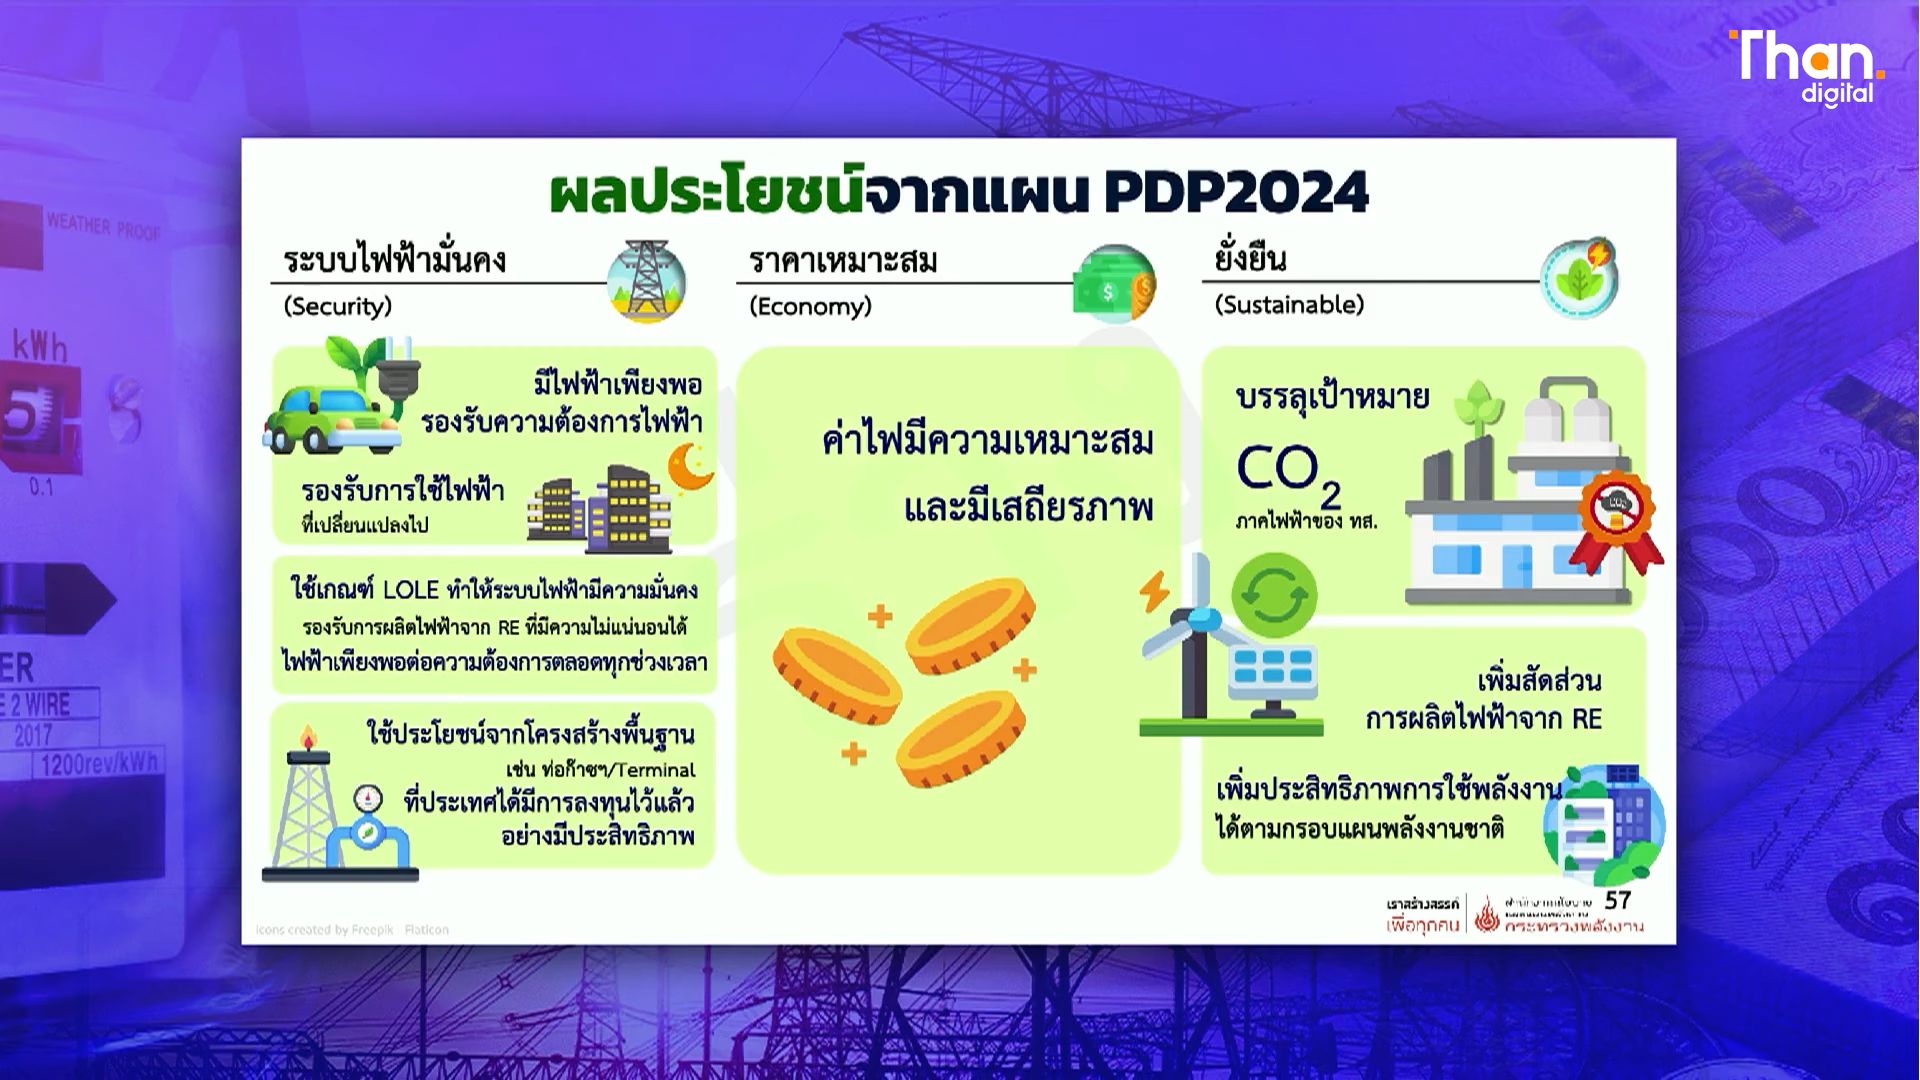 Than.
digital
WEATHER PROOF
kWh
0.1
ER
E 2 WIRE
2017
1200rev/kWh
ผลประโยชน์จากแผน PDP2024
ระบบไฟฟ้ามั่นคง
(Security)
มีไฟฟ้าเพียงพอ
รองรับความต้องการไฟฟ้า
รองรับการใช้ไฟฟ้า
ที่เปลี่ยนแปลงไป
ใช้เกณฑ์ LOLE ทำให้ระบบไฟฟ้ามีความมั่นคง
รองรับการผลิตไฟฟ้าจาก RE ที่มีความไม่แน่นอนได้
ไฟฟ้าเพียงพอต่อความต้องการตลอดทุกช่วงเวลา
ใช้ประโยชน์จากโครงสร้างพื้นฐาน
เช่น ท่อก๊าซฯ/Terminal
ที่ประเทศได้มีการลงทุนไว้แล้ว
อย่างมีประสิทธิภาพ
ราคาเหมาะสม
(Economy)
ค่าไฟมีความเหมาะสม
และมีเสถียรภาพ
ยั่งยืน
(Sustainable)
บรรลุเป้าหมาย
CO2
ภาคไฟฟ้าของ ทส.
เพิ่มสัดส่วน
การผลิตไฟฟ้าจาก RE
เพิ่มประสิทธิภาพการใช้พลังงาน
ได้ตามกรอบแผนพลังงานชาติ
icons created by Freepik - Flaticon
เราสร้างสรรค์
เพื่อทุกคน
กระทรวงพลังงาน
57